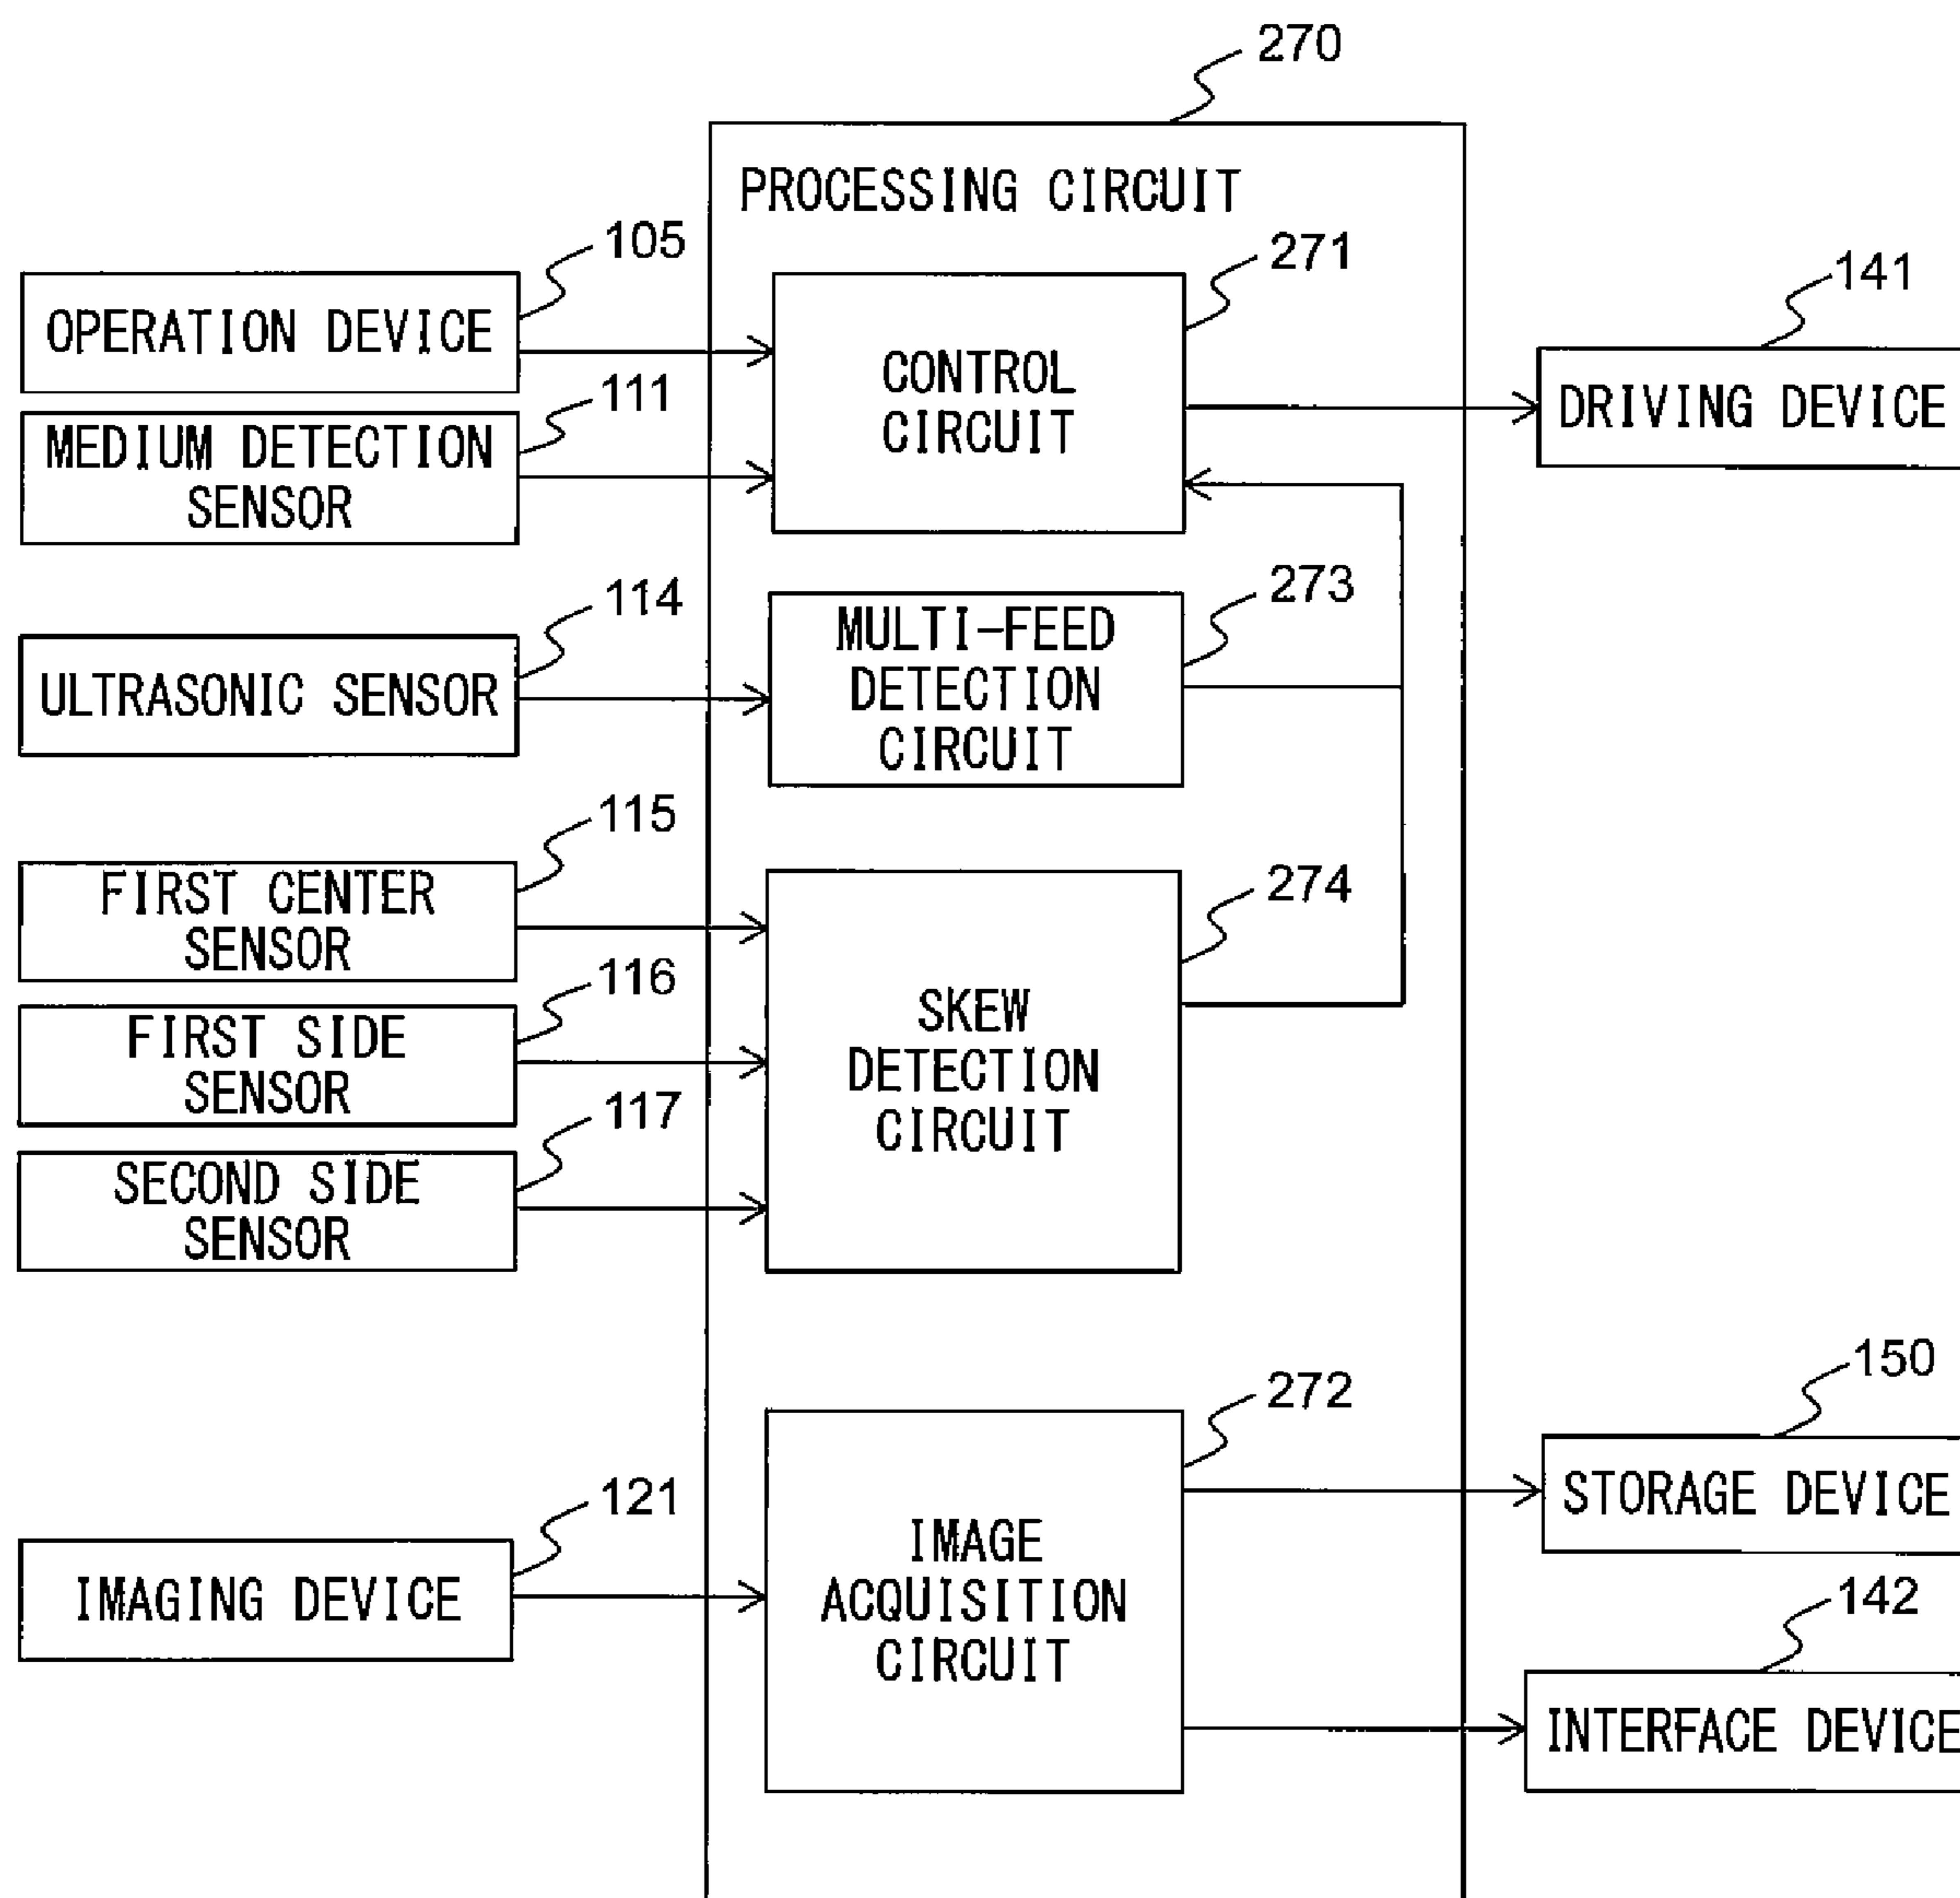 270
PROCESSING CIRCUIT
105
OPERATION DEVICE
271
CONTROL
CIRCUIT
141
DRIVING DEVICE
111
MEDIUM DETECTION
SENSOR
114
ULTRASONIC SENSOR
273
MULTI-FEED
DETECTION
CIRCUIT
115
FIRST CENTER
SENSOR
274
SKEW
DETECTION
CIRCUIT
116
FIRST SIDE
SENSOR
117
SECOND SIDE
SENSOR
272
IMAGE
ACQUISITION
CIRCUIT
150
STORAGE DEVICE
121
IMAGING DEVICE
142
INTERFACE DEVICE